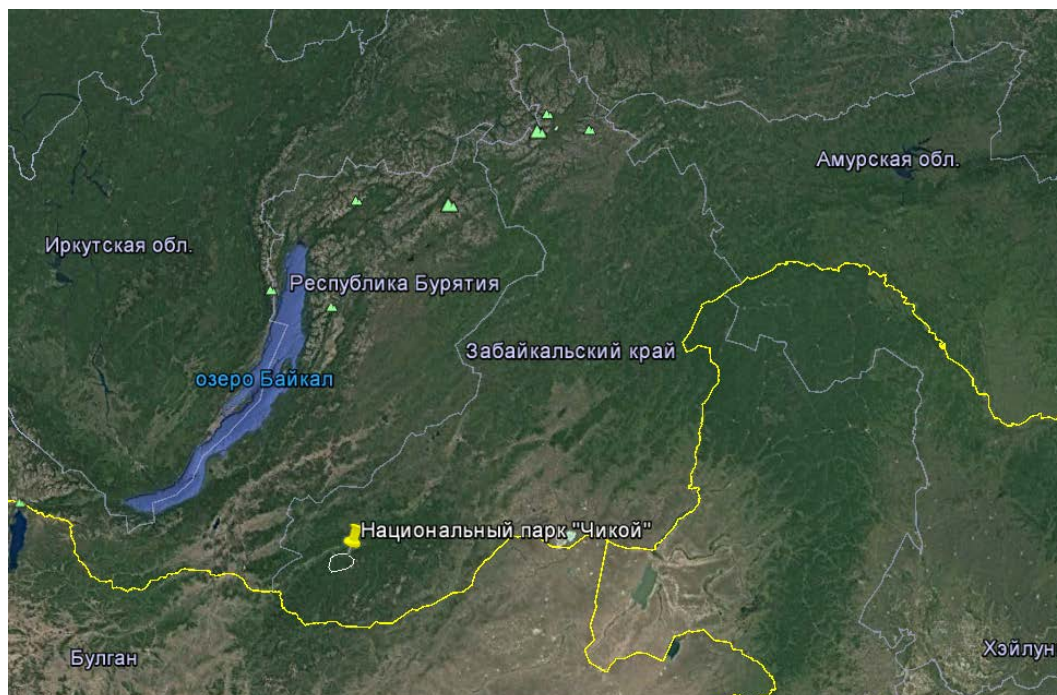 Амурская обл.
Иркутская обл.
Республика Бурятия
Забайкальский край
озеро Байкал
Национальный парк "Чикой"
Булган
Хэйлун